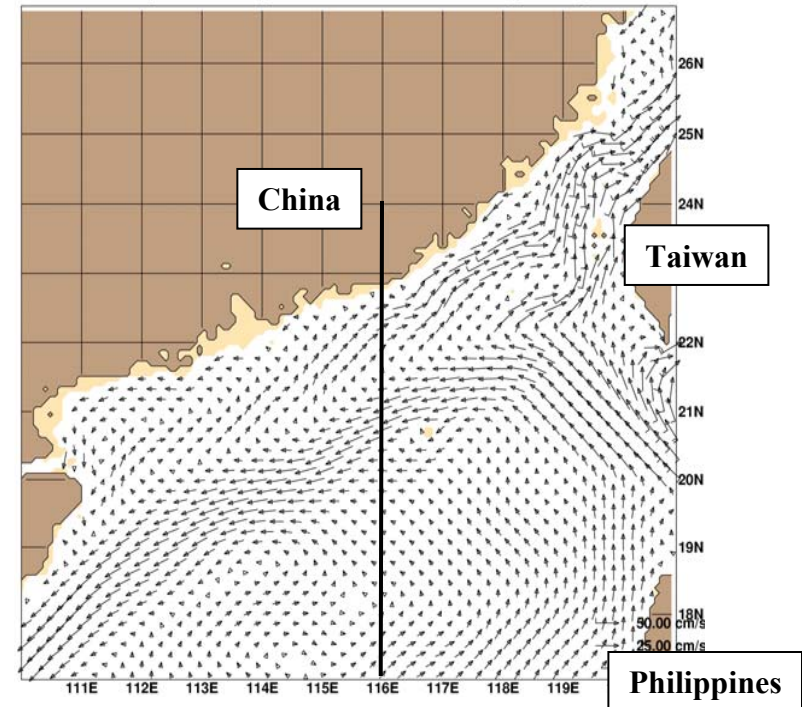 26N
25N
China
24N
Taiwan
22N
21N
20N
19N
18N
50.00 cm/s
25.00 cm/s
111E 112E 113E 114E 115E 116E 117E 118E 119E
Philippines